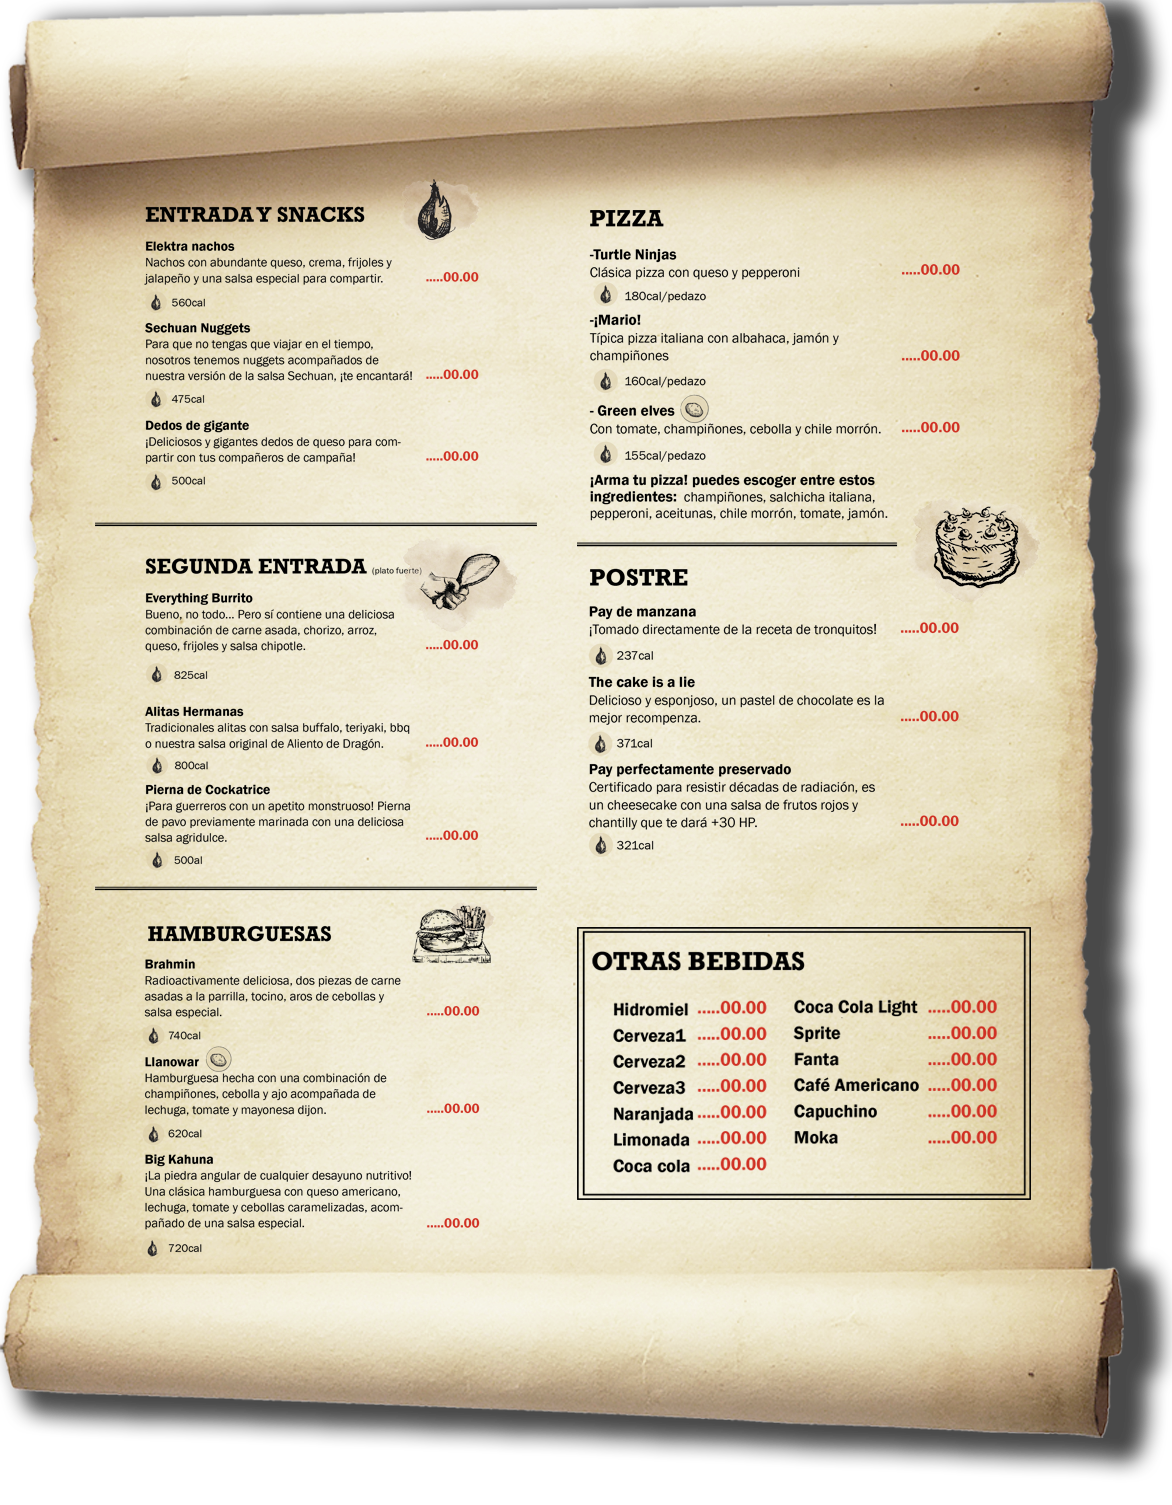 ENTRADA Y SNACKS
Elektra nachos
Nachos con abundante queso, crema, frijoles y
jalapeño y una salsa especial para compartir.
.....00.00
560cal
Sechuan Nuggets
Para que no tengas que viajar en el tiempo,
nosotros tenemos nuggets acompañados de
nuestra versión de la salsa Sechuan, ¡te encantará!
.....00.00
475cal
Dedos de gigante
¡Deliciosos y gigantes dedos de queso para com-
partir con tus compañeros de campaña!
.....00.00
500cal
SEGUNDA ENTRADA (plato fuerte)
Everything Burrito
Bueno, no todo... Pero sí contiene una deliciosa
combinación de carne asada, chorizo, arroz,
queso, frijoles y salsa chipotle.
.....00.00
825cal
Alitas Hermanas
Tradicionales alitas con salsa buffalo, teriyaki, bbq
o nuestra salsa original de Aliento de Dragón.
.....00.00
800cal
Pierna de Cockatrice
¡Para guerreros con un apetito monstruoso! Pierna
de pavo previamente marinada con una deliciosa
salsa agridulce.
.....00.00
500al
HAMBURGUESAS
Brahmin
Radioactivamente deliciosa, dos piezas de carne
asadas a la parrilla, tocino, aros de cebollas y
salsa especial.
.....00.00
740cal
Llanowar
Hamburguesa hecha con una combinación de
champiñones, cebolla y ajo acompañada de
lechuga, tomate y mayonesa dijon.
.....00.00
620cal
Big Kahuna
¡La piedra angular de cualquier desayuno nutritivo!
Una clásica hamburguesa con queso americano,
lechuga, tomate y cebollas caramelizadas, acom-
pañado de una salsa especial.
.....00.00
720cal
PIZZA
-Turtle Ninjas
Clásica pizza con queso y pepperoni
.....00.00
180cal/pedazo
-¡Mario!
Típica pizza italiana con albahaca, jamón y
champiñones
.....00.00
160cal/pedazo
- Green elves
Con tomate, champiñones, cebolla y chile morrón.
.....00.00
155cal/pedazo
¡Arma tu pizza! puedes escoger entre estos
ingredientes: champiñones, salchicha italiana,
pepperoni, aceitunas, chile morrón, tomate, jamón.
POSTRE
Pay de manzana
¡Tomado directamente de la receta de tronquitos!
.....00.00
237cal
The cake is a lie
Delicioso y esponjoso, un pastel de chocolate es la
mejor recompenza.
.....00.00
371cal
Pay perfectamente preservado
Certificado para resistir décadas de radiación, es
un cheesecake con una salsa de frutos rojos y
chantilly que te dará +30 HP.
.....00.00
321cal
OTRAS BEBIDAS
Hidromiel .....00.00
Cerveza1 .....00.00
Cerveza2 .....00.00
Cerveza3 .....00.00
Naranjada .....00.00
Limonada .....00.00
Coca cola .....00.00
Coca Cola Light .....00.00
Sprite .....00.00
Fanta .....00.00
Café Americano .....00.00
Capuchino .....00.00
Moka .....00.00